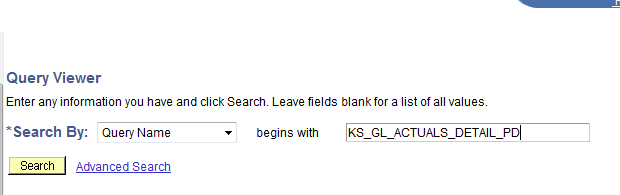 Query Viewer
Enter any information you have and click Search. Leave fields blank for a list of all values.
*Search By: Query Name begins with KS_GL_ACTUALS_DETAIL_PD
Search Advanced Search